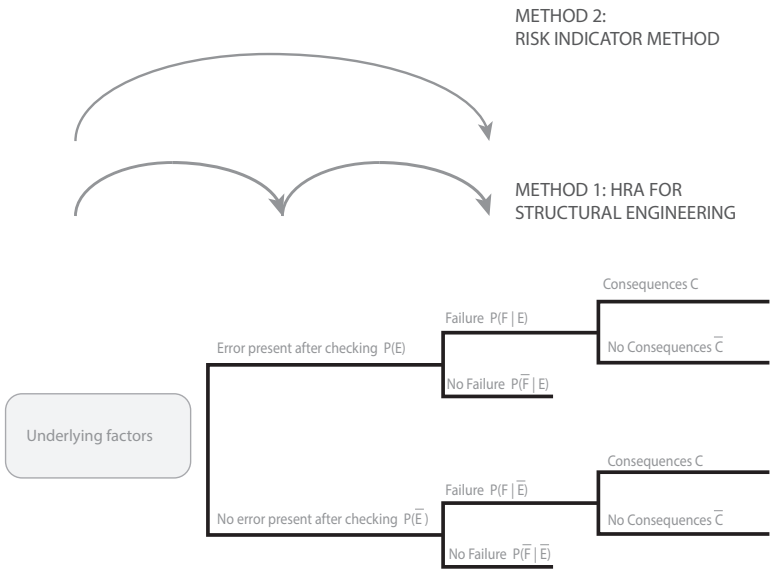 METHOD 2:
RISK INDICATOR METHOD
METHOD 1: HRA FOR
STRUCTURAL ENGINEERING
Consequences C
Failure P(F | E)
No Consequences C̅
Error present after checking P(E)
No Failure P(F̅ | E)
Underlying factors
Consequences C
Failure P(F | E̅)
No Consequences C̅
No error present after checking P(E̅ )
No Failure P(F̅ | E̅)